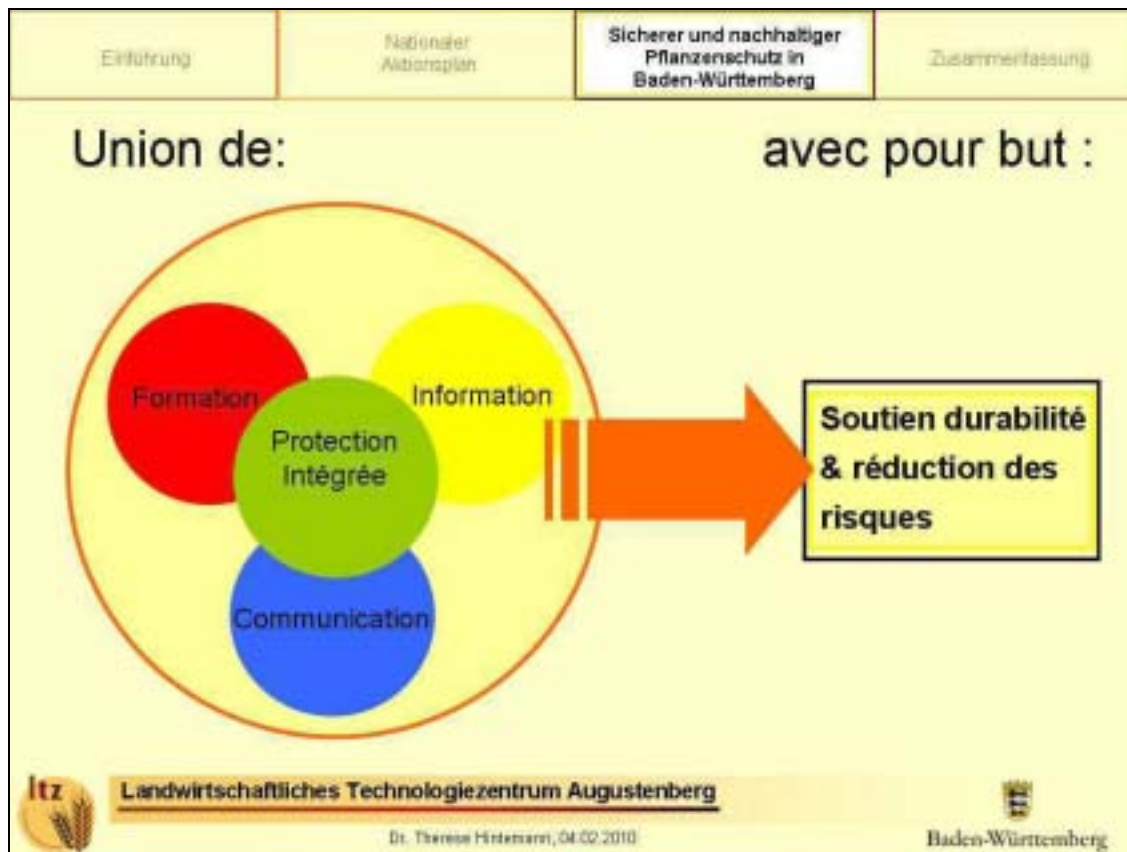 Einführung
Nationaler
Aktionsplan
Sicherer und nachhaltiger
Pflanzenschutz in
Baden-Württemberg
Zusammenfassung
Union de:
avec pour but :
Formation
Information
Protection
Intégrée
Communication
Soutien durabilité
& réduction des
risques
ltz
Landwirtschaftliches Technologiezentrum Augustenberg
Dr. Therese Hintemann, 04.02.2010
Baden-Württemberg